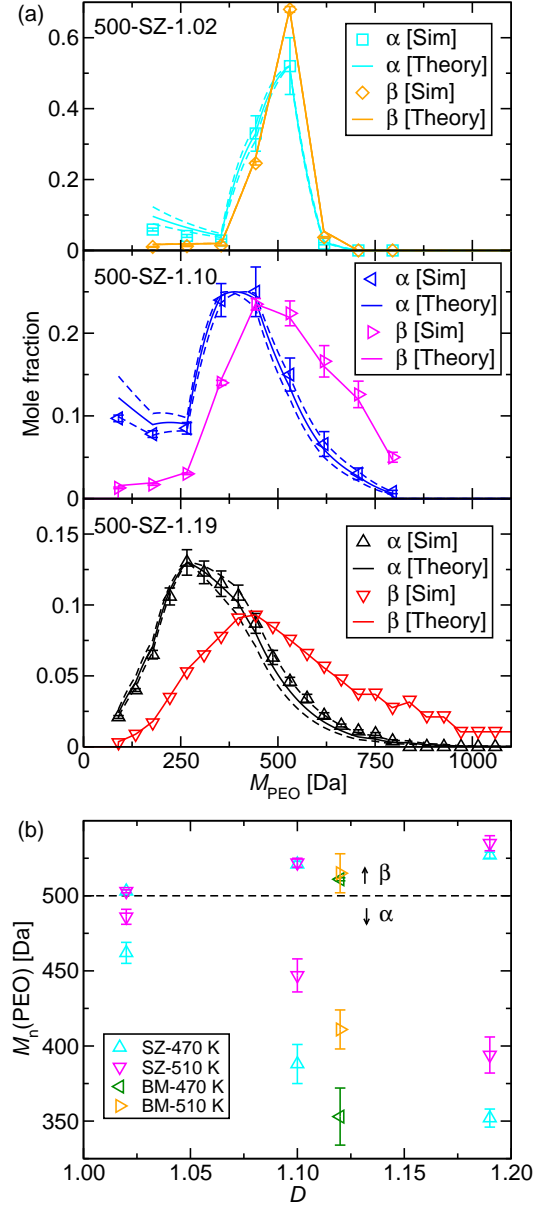 (a)
500-SZ-1.02
α [Sim]
α [Theory]
β [Sim]
β [Theory]
0.6
0.4
0.2
0
500-SZ-1.10
α [Sim]
α [Theory]
β [Sim]
β [Theory]
0.2
0.1
0
Mole fraction
500-SZ-1.19
α [Sim]
α [Theory]
β [Sim]
β [Theory]
0.15
0.1
0.05
0
0 250 500 750 1000
M_PEO [Da]
(b)
M_n(PEO) [Da]
500
450
400
350
↑ β
↓ α
SZ-470 K
SZ-510 K
BM-470 K
BM-510 K
1.00 1.05 1.10 1.15 1.20
D